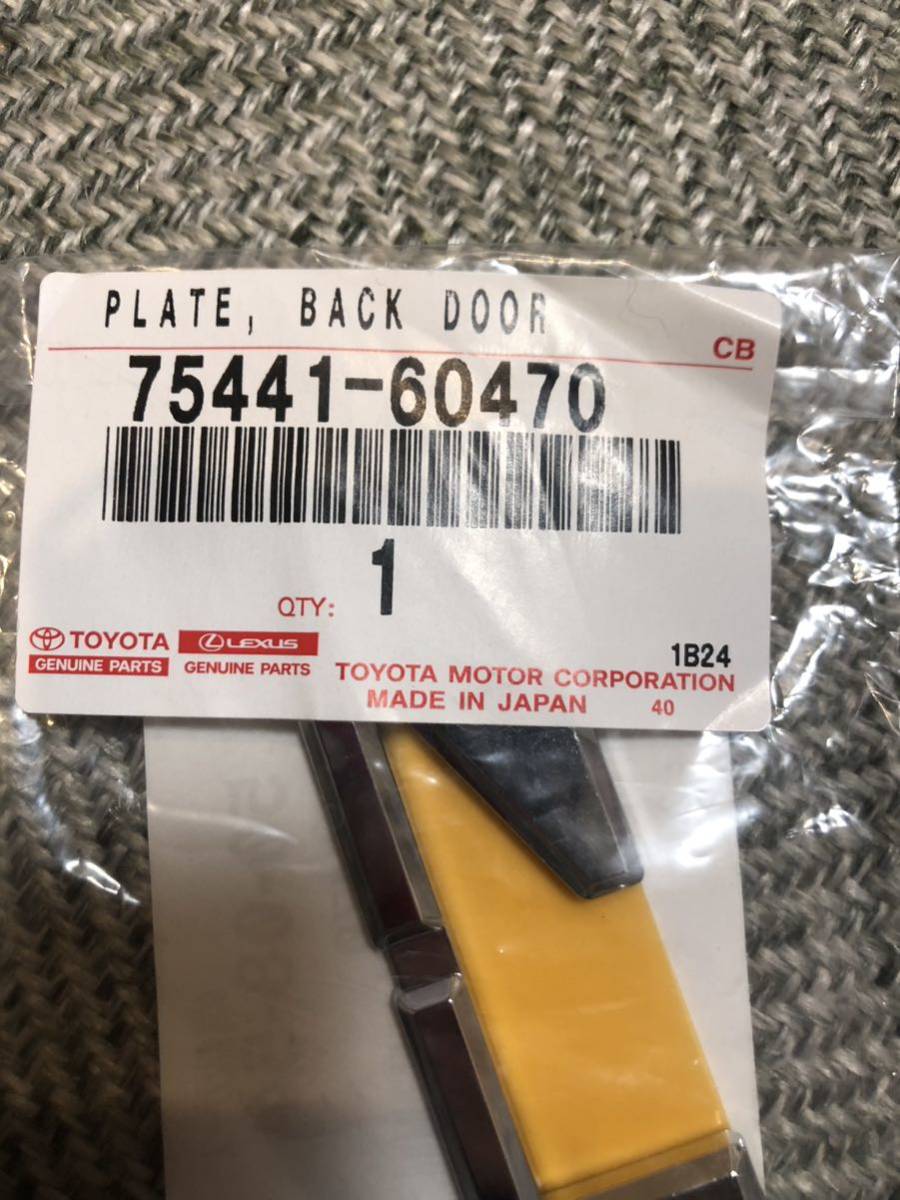 PLATE, BACK DOOR
CB
75441-60470
1
QTY:
TOYOTA LEXUS
GENUINE PARTS GENUINE PARTS
1B24
TOYOTA MOTOR CORPORATION
MADE IN JAPAN 40